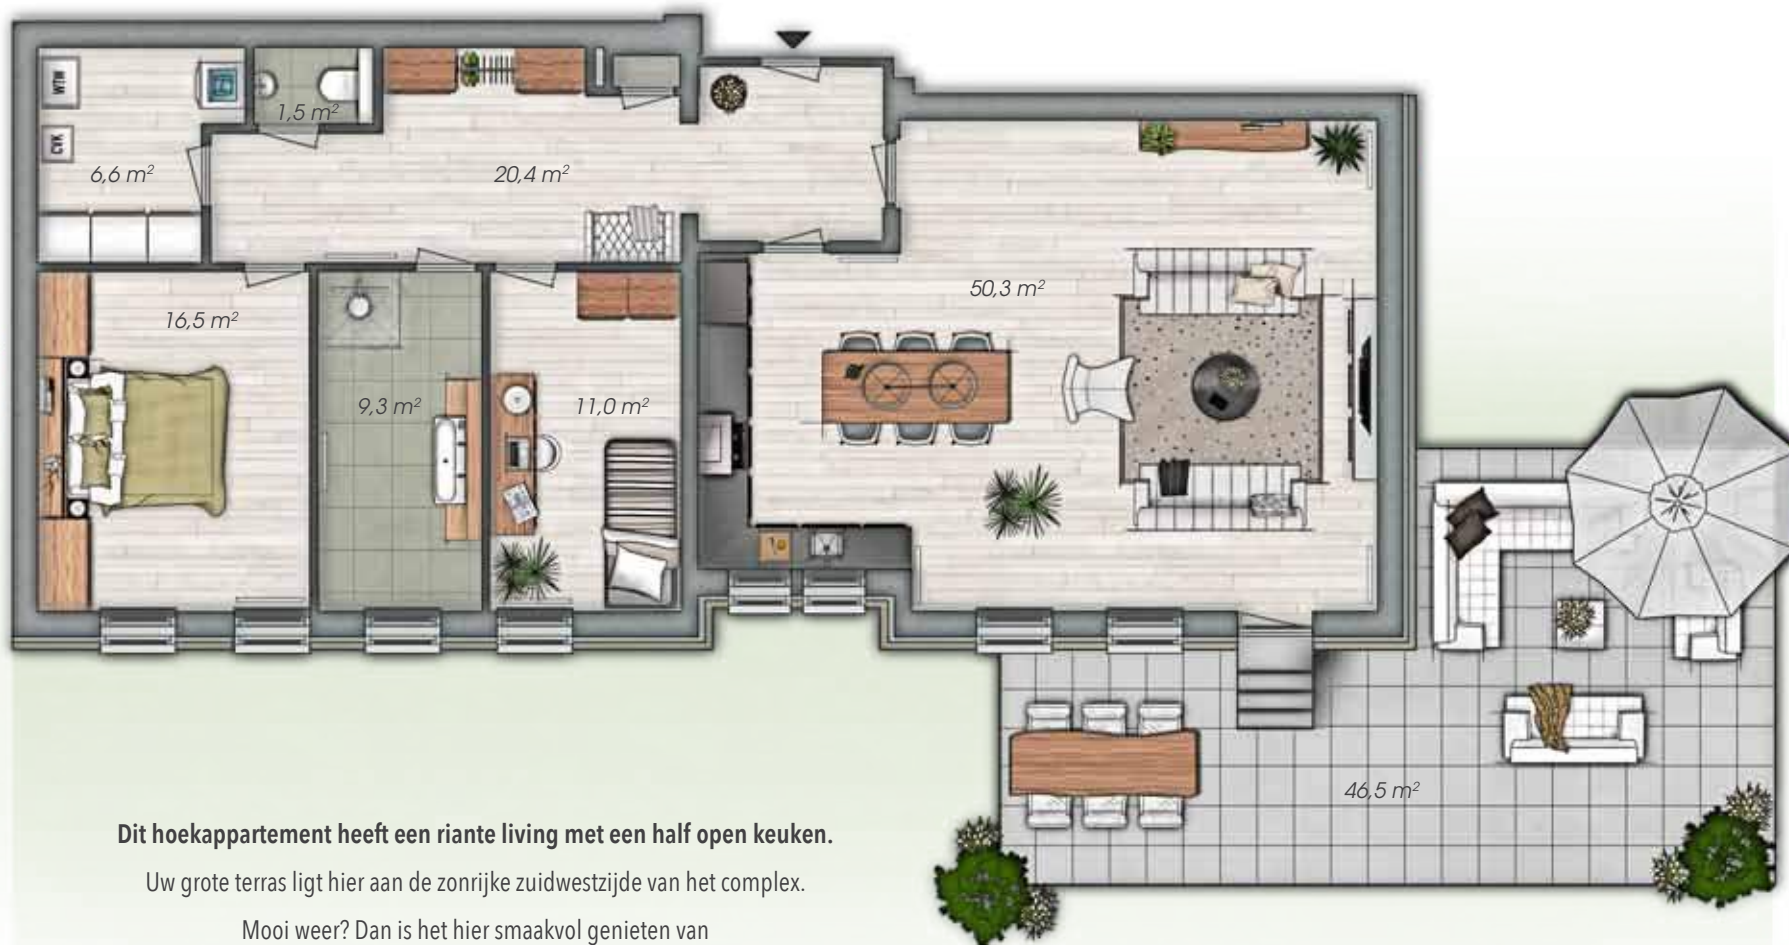 WTW
1,5 m²
CVK
6,6 m²
20,4 m²
50,3 m²
16,5 m²
9,3 m²
11,0 m²
46,5 m²
Dit hoekappartement heeft een riante living met een half open keuken.
Uw grote terras ligt hier aan de zonrijke zuidwestzijde van het complex.
Mooi weer? Dan is het hier smaakvol genieten van